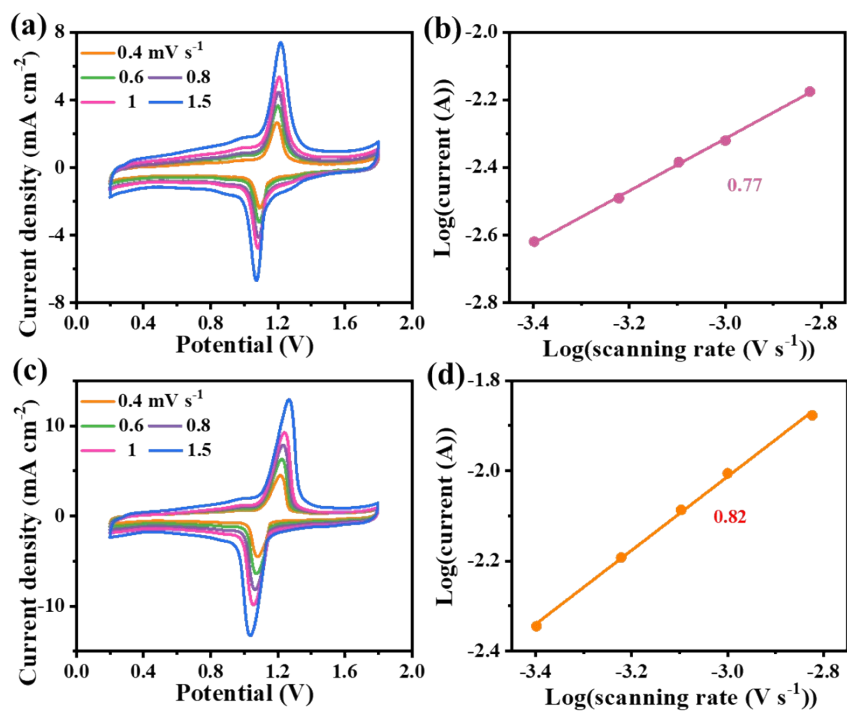 (a)
0.4 mV s⁻¹
0.6 0.8
1 1.5
8
4
0
-4
-8
Current density (mA cm⁻²)
0.0 0.4 0.8 1.2 1.6 2.0
Potential (V)
(b)
-2.0
-2.2
-2.4
-2.6
-2.8
Log(current (A))
0.77
-3.4 -3.2 -3.0 -2.8
Log(scanning rate (V s⁻¹))
(c)
0.4 mV s⁻¹
0.6 0.8
1 1.5
10
0
-10
Current density (mA cm⁻²)
0.0 0.4 0.8 1.2 1.6 2.0
Potential (V)
(d)
-1.8
-2.0
-2.2
-2.4
Log(current (A))
0.82
-3.4 -3.2 -3.0 -2.8
Log(scanning rate (V s⁻¹))